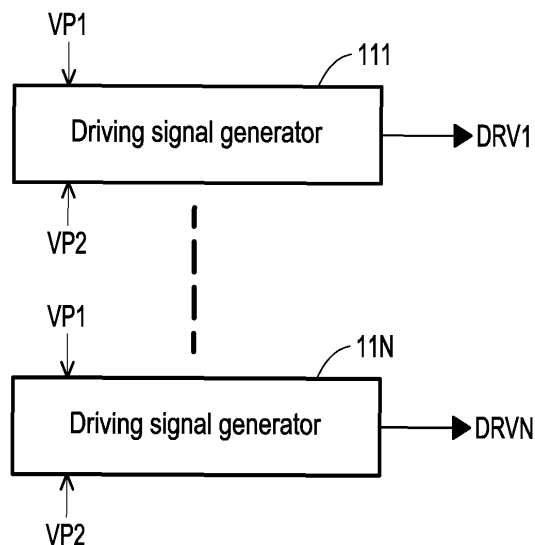 VP1
111
Driving signal generator
DRV1
VP2
VP1
11N
Driving signal generator
DRVN
VP2